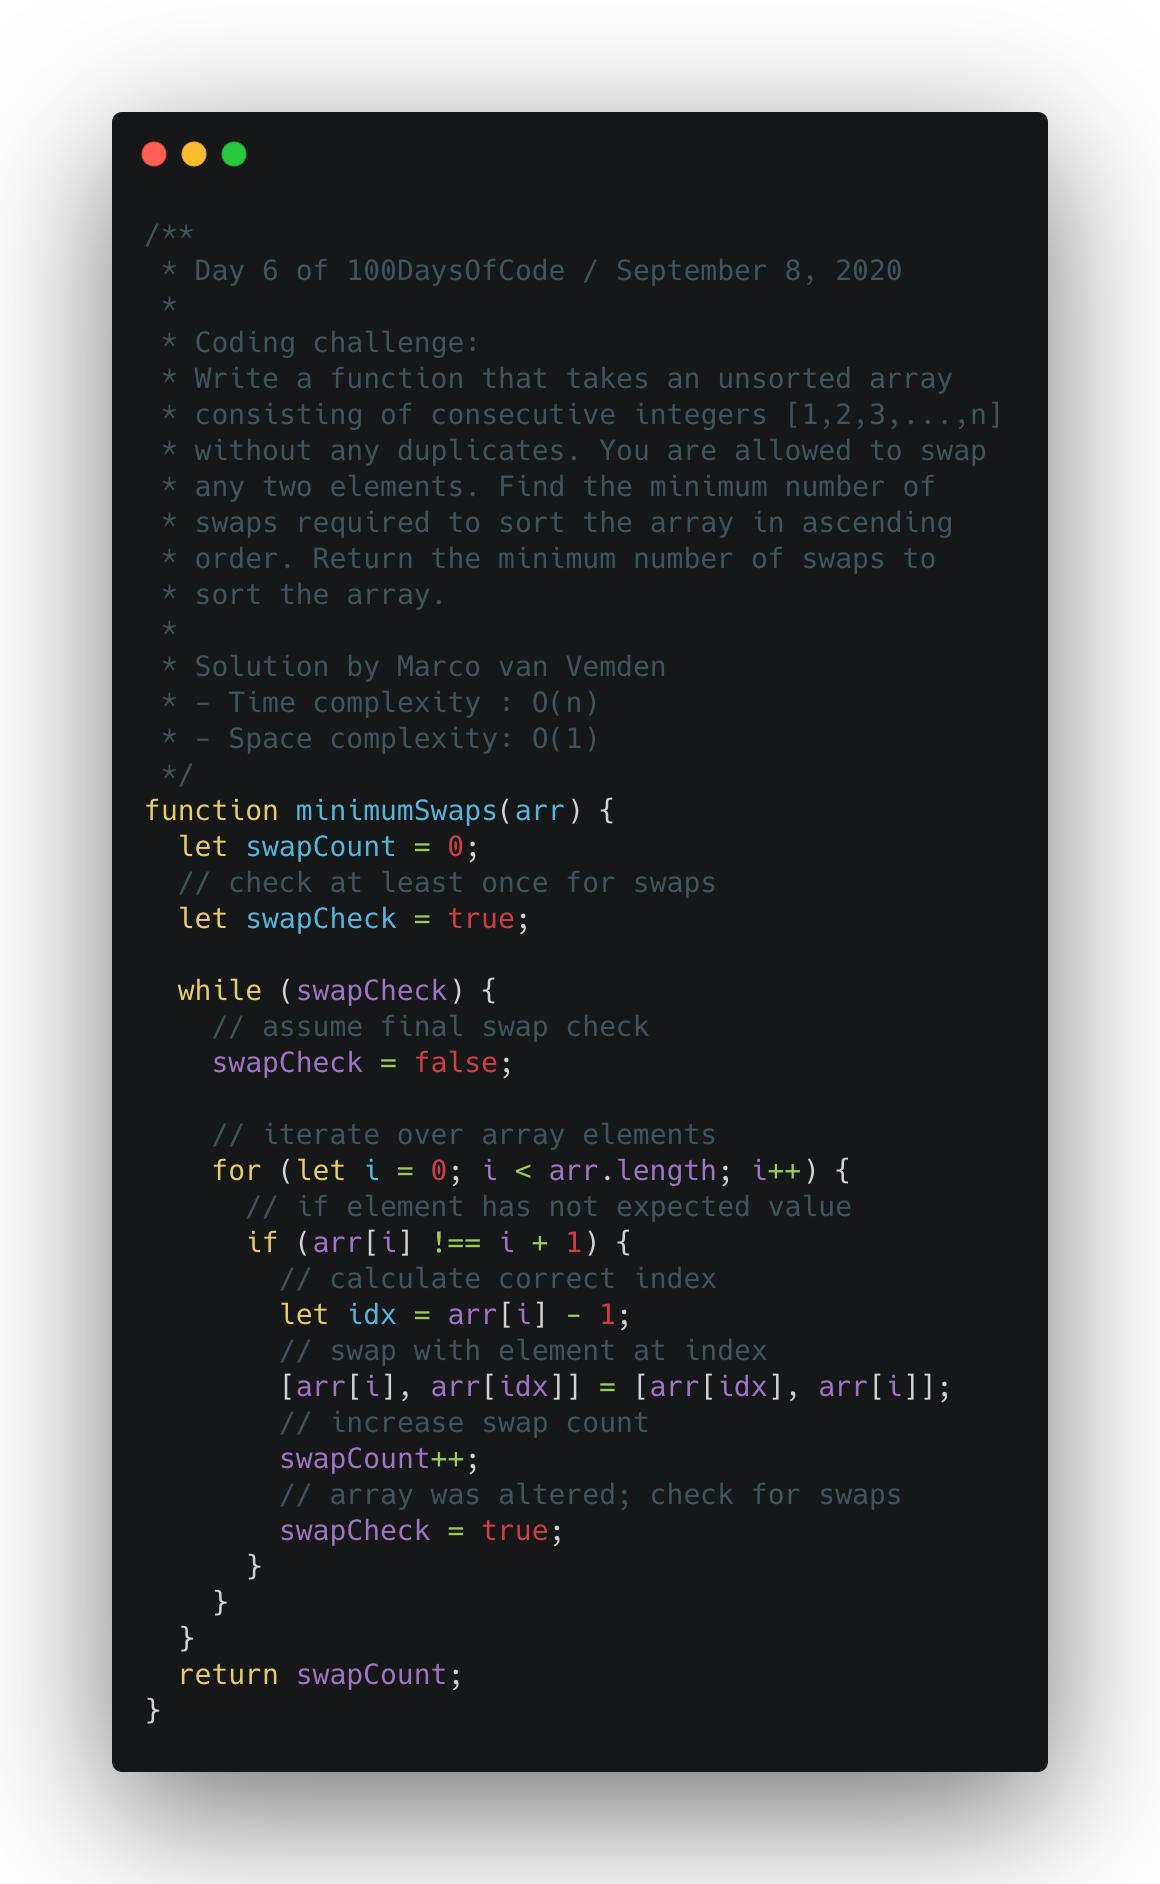 /**
 * Day 6 of 100DaysOfCode / September 8, 2020
 *
 * Coding challenge:
 * Write a function that takes an unsorted array
 * consisting of consecutive integers [1,2,3,...,n]
 * without any duplicates. You are allowed to swap
 * any two elements. Find the minimum number of
 * swaps required to sort the array in ascending
 * order. Return the minimum number of swaps to
 * sort the array.
 *
 * Solution by Marco van Vemden
 * - Time complexity : O(n)
 * - Space complexity: O(1)
 */
function minimumSwaps(arr) {
  let swapCount = 0;
  // check at least once for swaps
  let swapCheck = true;

  while (swapCheck) {
    // assume final swap check
    swapCheck = false;

    // iterate over array elements
    for (let i = 0; i < arr.length; i++) {
      // if element has not expected value
      if (arr[i] !== i + 1) {
        // calculate correct index
        let idx = arr[i] - 1;
        // swap with element at index
        [arr[i], arr[idx]] = [arr[idx], arr[i]];
        // increase swap count
        swapCount++;
        // array was altered; check for swaps
        swapCheck = true;
      }
    }
  }
  return swapCount;
}